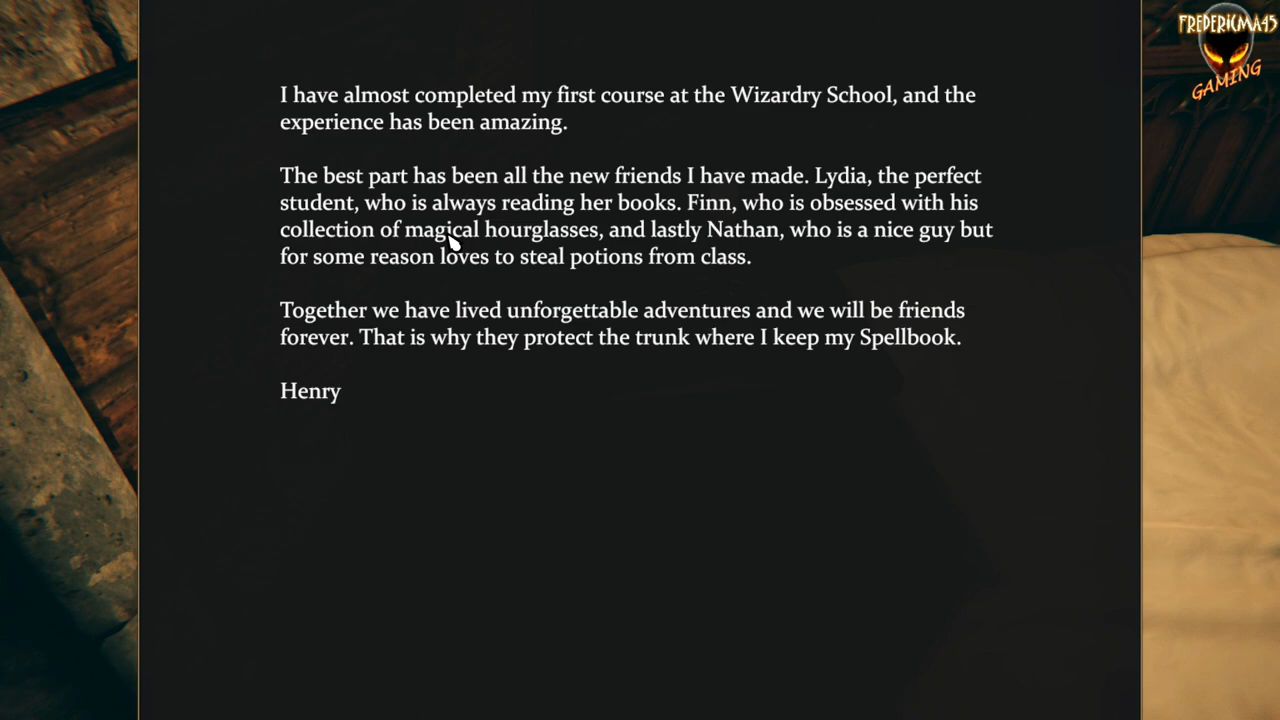 FREDERICMA45
GAMING
I have almost completed my first course at the Wizardry School, and the
experience has been amazing.
The best part has been all the new friends I have made. Lydia, the perfect
student, who is always reading her books. Finn, who is obsessed with his
collection of magical hourglasses, and lastly Nathan, who is a nice guy but
for some reason loves to steal potions from class.
Together we have lived unforgettable adventures and we will be friends
forever. That is why they protect the trunk where I keep my Spellbook.
Henry